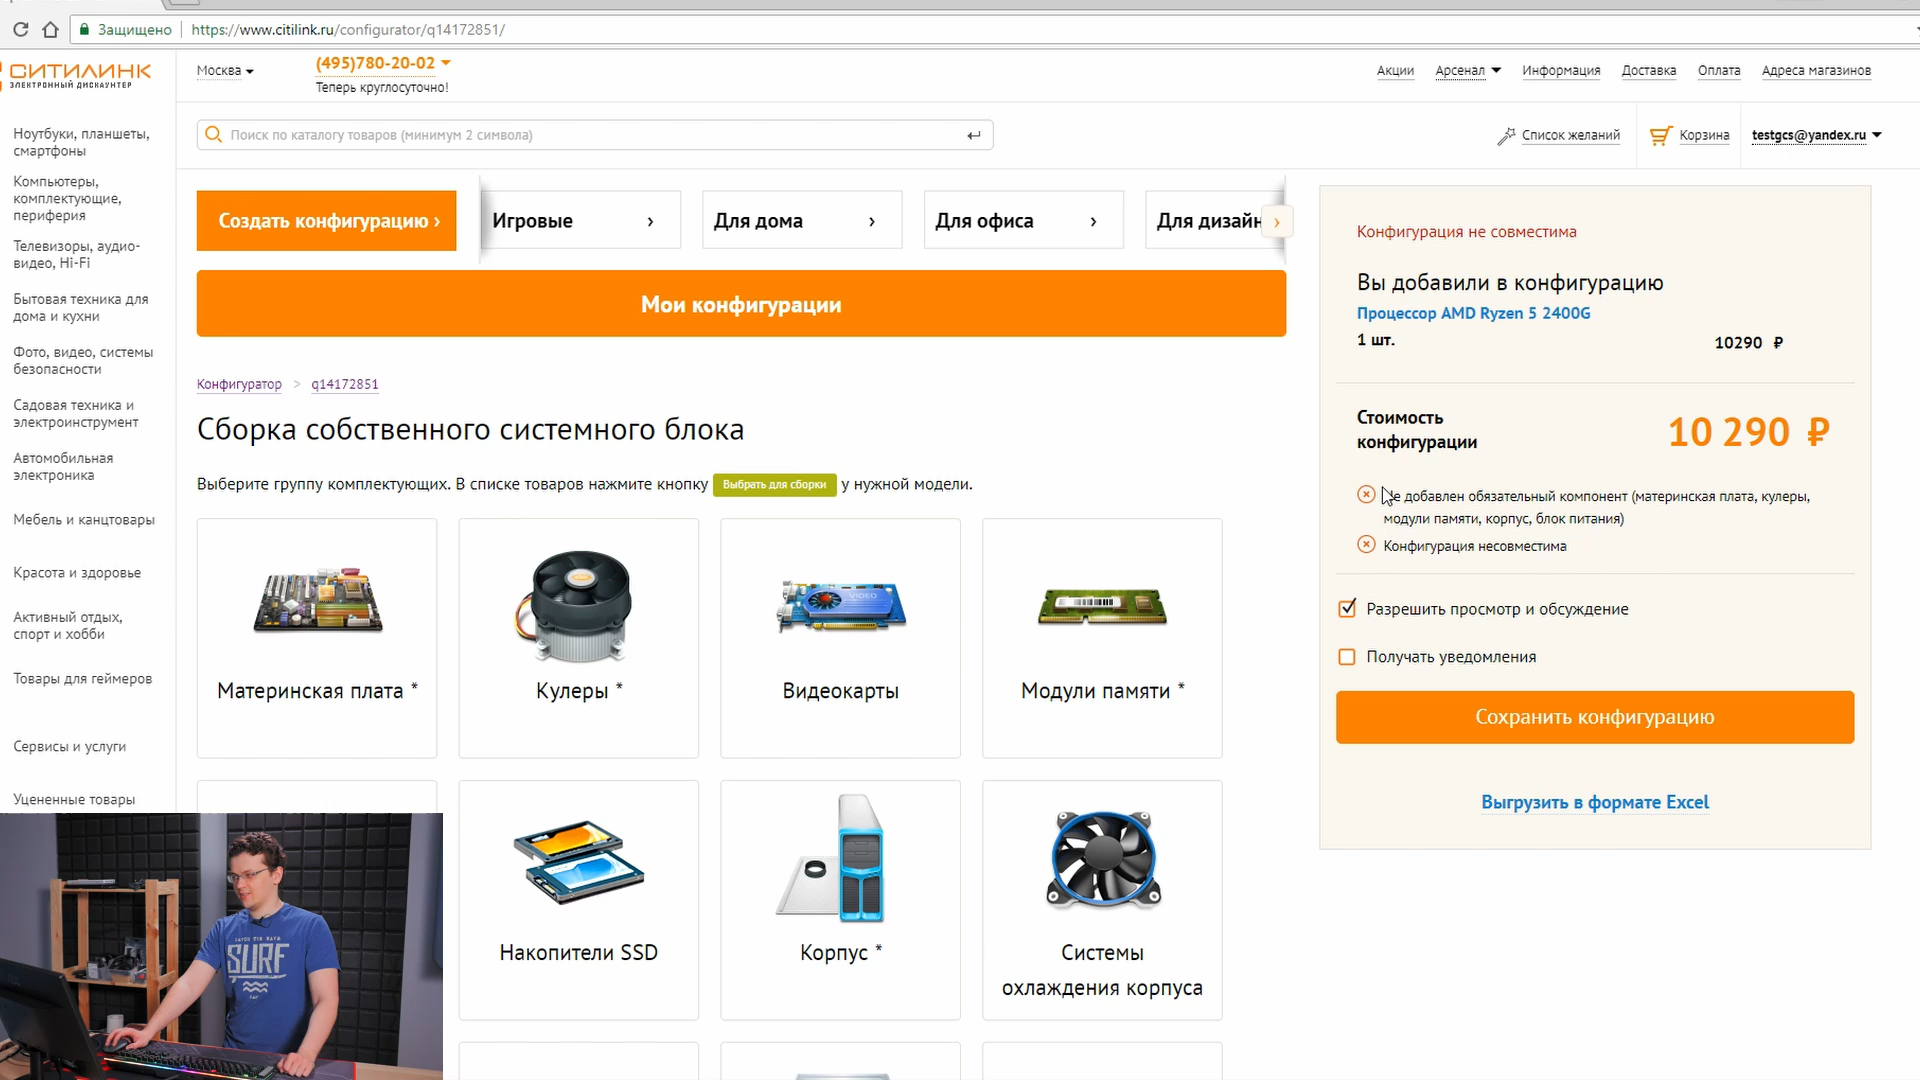 Защищено
https://www.citilink.ru/configurator/q14172851/
СИТИЛИНК
ЭЛЕКТРОННЫЙ ДИСКАУНТЕР
Москва
(495)780-20-02
Теперь круглосуточно!
Акции
Арсенал
Информация
Доставка
Оплата
Адреса магазинов
Поиск по каталогу товаров (минимум 2 символа)
Список желаний
Корзина
testgcs@yandex.ru
Ноутбуки, планшеты,
смартфоны
Компьютеры,
комплектующие,
периферия
Телевизоры, аудио-
видео, Hi-Fi
Бытовая техника для
дома и кухни
Фото, видео, системы
безопасности
Садовая техника и
электроинструмент
Автомобильная
электроника
Мебель и канцтовары
Красота и здоровье
Активный отдых,
спорт и хобби
Товары для геймеров
Сервисы и услуги
Уцененные товары
Создать конфигурацию ›
Игровые ›
Для дома ›
Для офиса ›
Для дизайн
Мои конфигурации
Конфигуратор > q14172851
Сборка собственного системного блока
Выберите группу комплектующих. В списке товаров нажмите кнопку Выбрать для сборки у нужной модели.
Материнская плата *
Кулеры *
VIDEO
Видеокарты
Модули памяти *
Накопители SSD
Корпус *
Системы
охлаждения корпуса
Конфигурация не совместима
Вы добавили в конфигурацию
Процессор AMD Ryzen 5 2400G
1 шт.
10290 ₽
Стоимость
конфигурации
10 290 ₽
не добавлен обязательный компонент (материнская плата, кулеры,
модули памяти, корпус, блок питания)
Конфигурация несовместима
Разрешить просмотр и обсуждение
Получать уведомления
Сохранить конфигурацию
Выгрузить в формате Excel
SURF